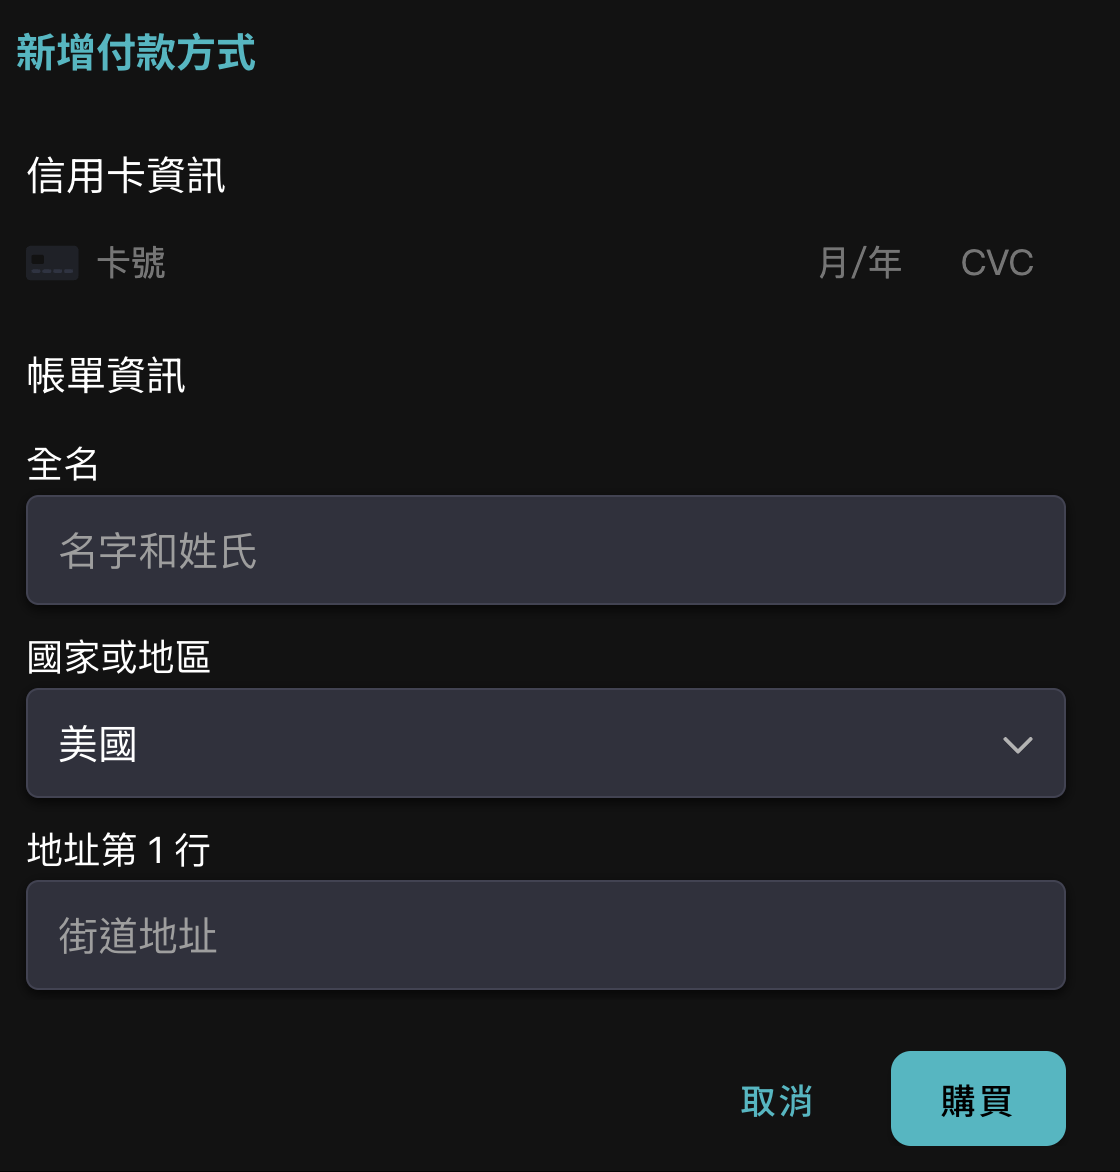 新增付款方式
信用卡資訊
卡號 月/年 CVC
帳單資訊
全名
名字和姓氏
國家或地區
美國
地址第 1 行
街道地址
取消 購買